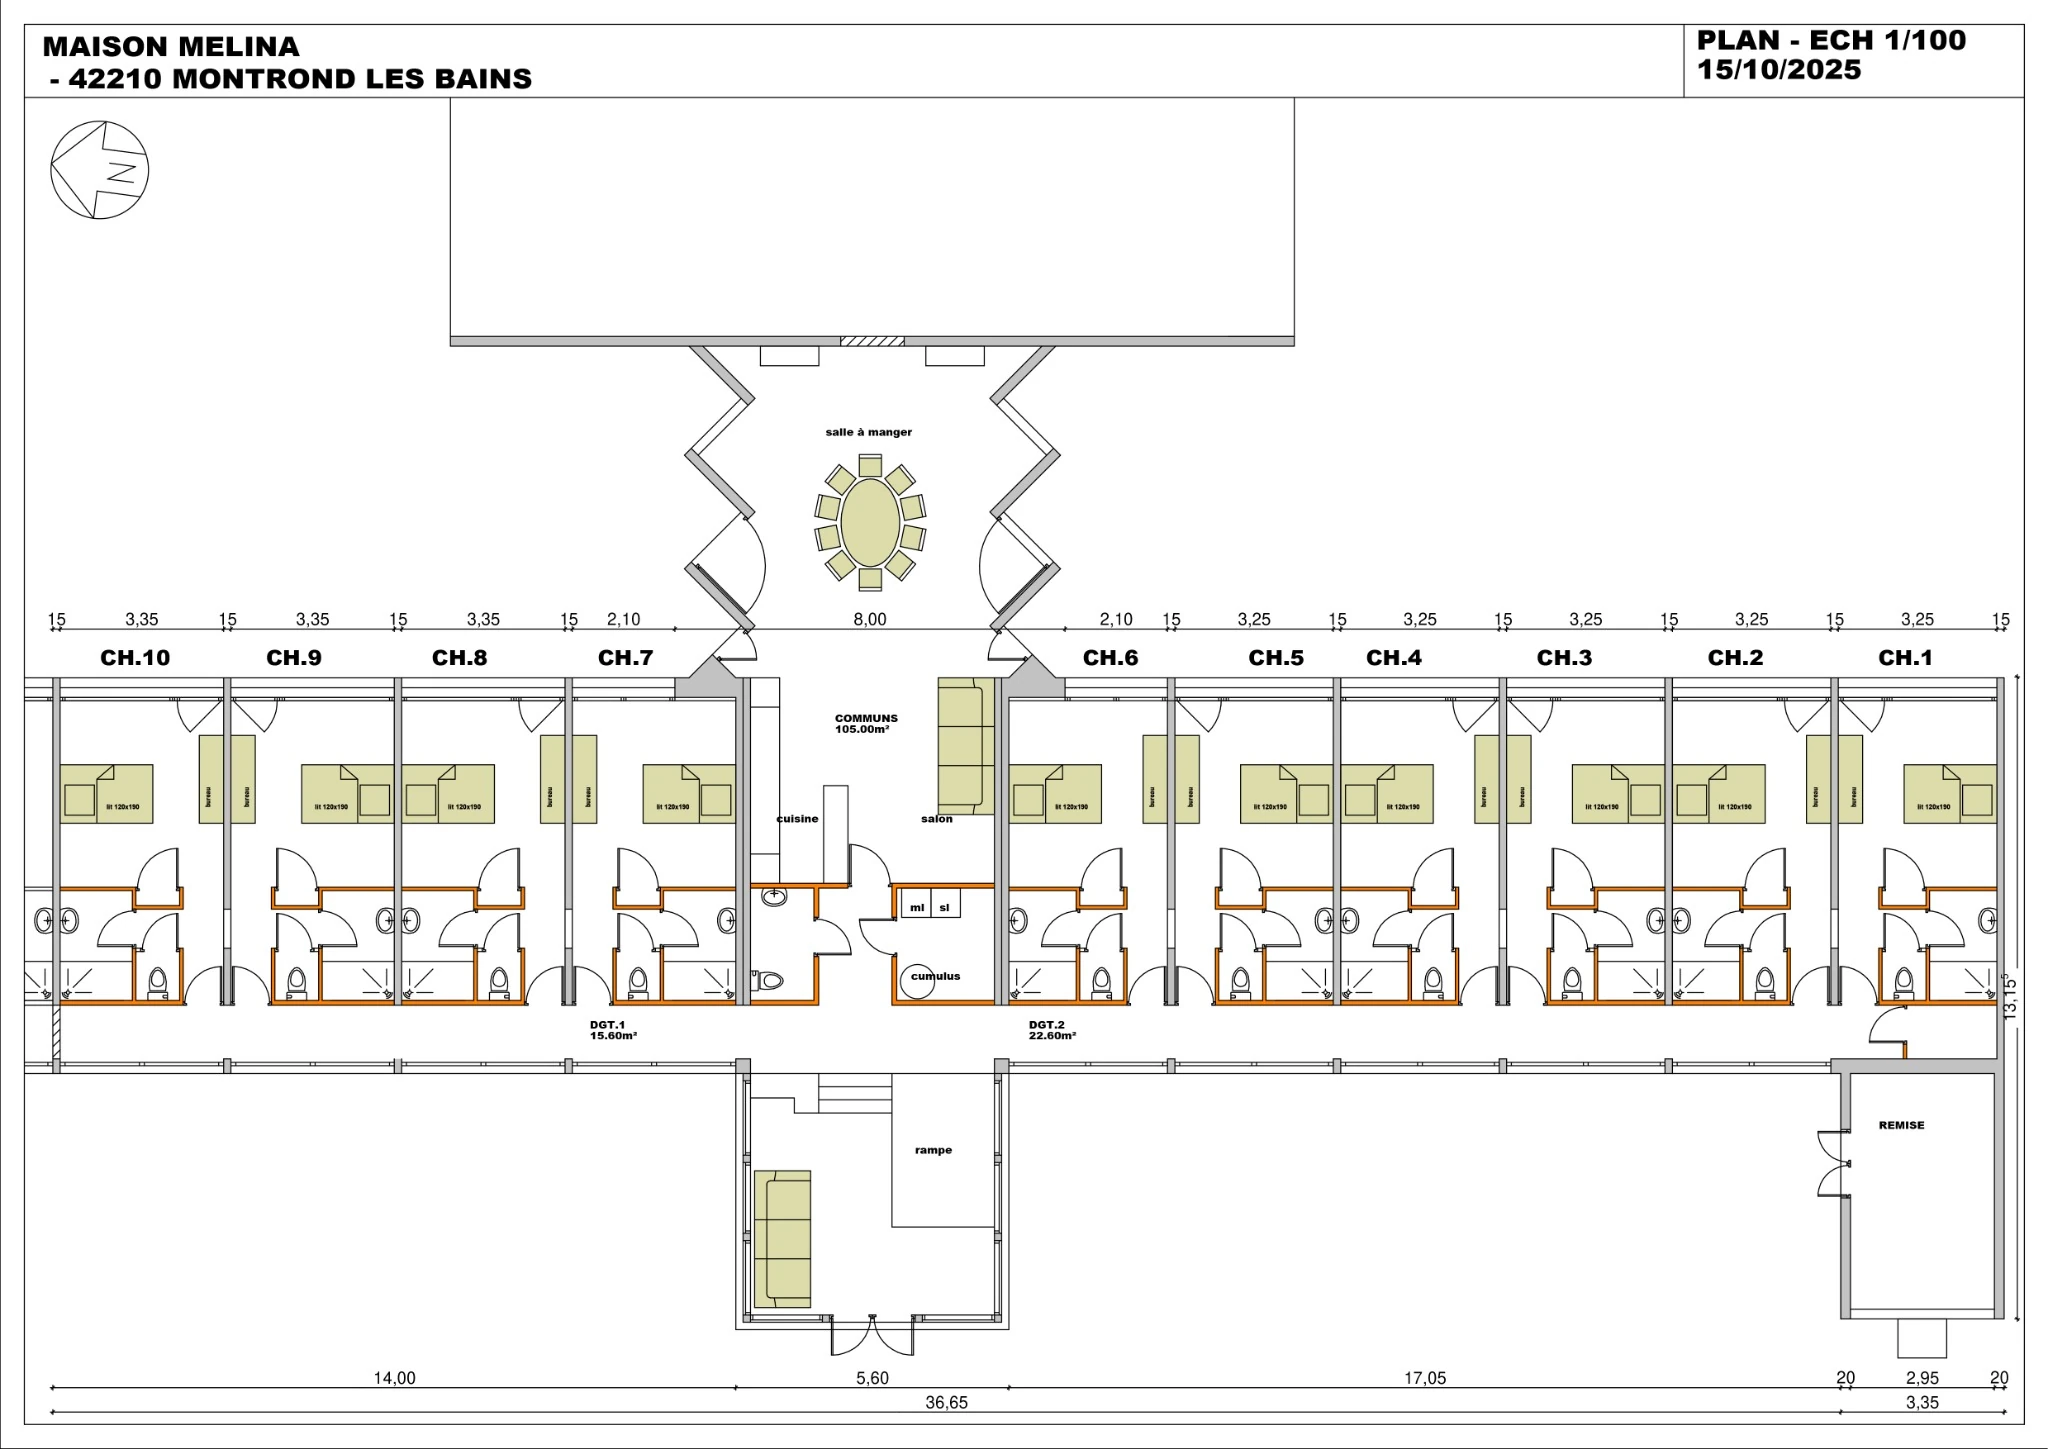 MAISON MELINA
- 42210 MONTROND LES BAINS
PLAN - ECH 1/100
15/10/2025
N
salle à manger
15 3,35 15 3,35 15 3,35 15 2,10 8,00 2,10 15 3,25 15 3,25 15 3,25 15 3,25 15 3,25 15
CH.10 CH.9 CH.8 CH.7 CH.6 CH.5 CH.4 CH.3 CH.2 CH.1
COMMUNS
105.00m²
lit 120x190 bureau bureau lit 120x190 lit 120x190 bureau bureau lit 120x190 lit 120x190 bureau bureau lit 120x190 lit 120x190 bureau bureau lit 120x190 lit 120x190 bureau bureau lit 120x190
cuisine salon
ml sl
cumulus
13,15⁵
DGT.1
15.60m²
DGT.2
22.60m²
REMISE
rampe
14,00 5,60 17,05 20 2,95 20
36,65 3,35